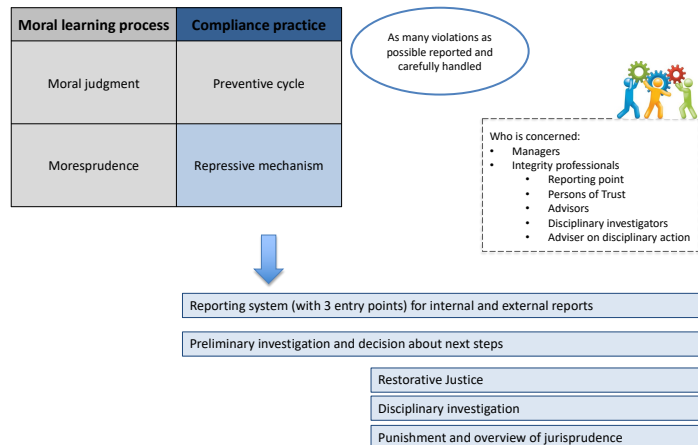 Moral learning process
Compliance practice
Moral judgment
Preventive cycle
Moresprudence
Repressive mechanism
As many violations as
possible reported and
carefully handled
Who is concerned:
• Managers
• Integrity professionals
• Reporting point
• Persons of Trust
• Advisors
• Disciplinary investigators
• Adviser on disciplinary action
Reporting system (with 3 entry points) for internal and external reports
Preliminary investigation and decision about next steps
Restorative Justice
Disciplinary investigation
Punishment and overview of jurisprudence